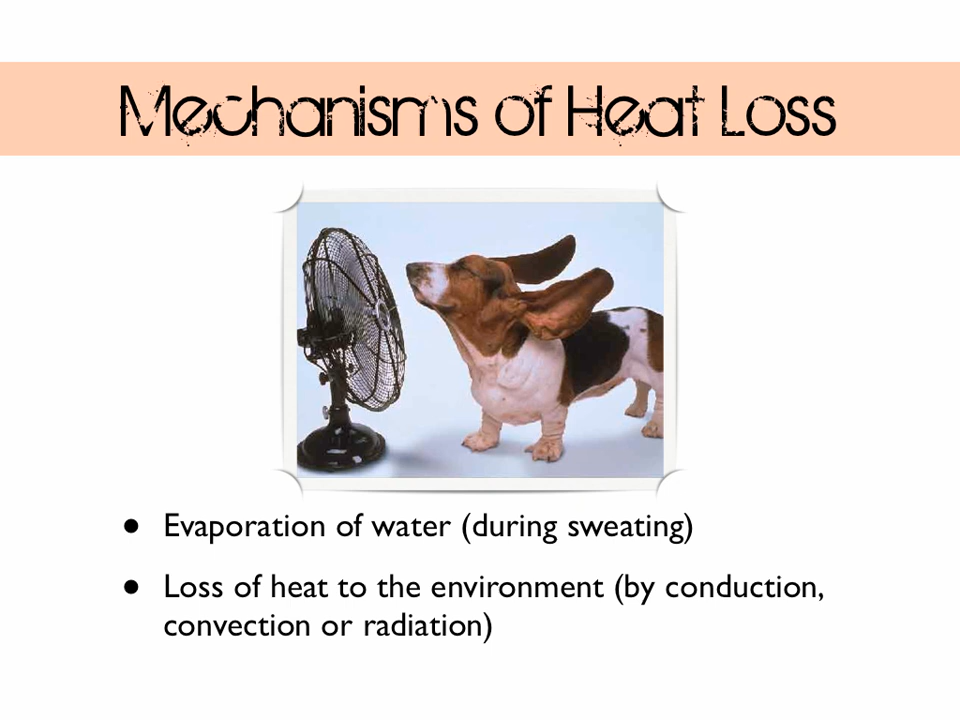 Mechanisms of Heat Loss
• Evaporation of water (during sweating)
• Loss of heat to the environment (by conduction,
convection or radiation)